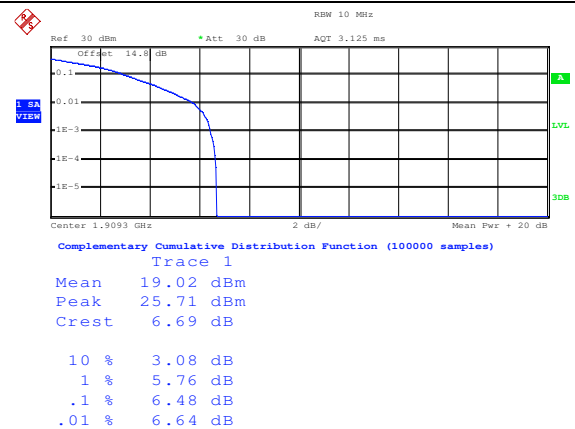 RBW 10 MHz
Ref 30 dBm *Att 30 dB AQT 3.125 ms
Offset 14.8 dB
0.1
A
0.01
1 SA
VIEW
LVL
1E-3
1E-4
1E-5
3DB
Center 1.9093 GHz 2 dB/ Mean Pwr + 20 dB
Complementary Cumulative Distribution Function (100000 samples)
Trace 1
Mean 19.02 dBm
Peak 25.71 dBm
Crest 6.69 dB
10 % 3.08 dB
1 % 5.76 dB
.1 % 6.48 dB
.01 % 6.64 dB